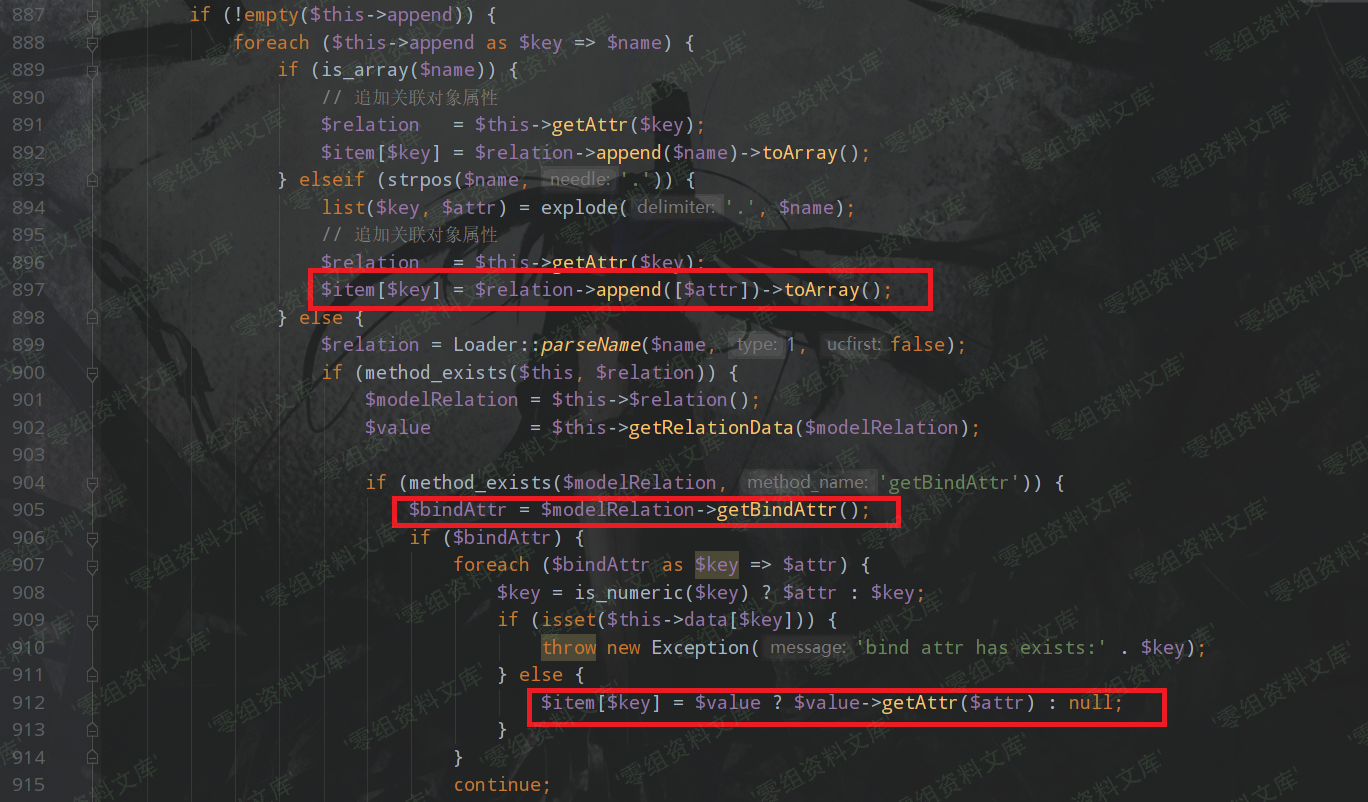 887 if (!empty($this->append)) {
888 foreach ($this->append as $key => $name) {
889 if (is_array($name)) {
890 // 追加关联对象属性
891 $relation   = $this->getAttr($key);
892 $item[$key] = $relation->append($name)->toArray();
893 } elseif (strpos($name, needle: '.')) {
894 list($key, $attr) = explode( delimiter: '.', $name);
895 // 追加关联对象属性
896 $relation   = $this->getAttr($key);
897 $item[$key] = $relation->append([$attr])->toArray();
898 } else {
899 $relation = Loader::parseName($name, type: 1, ucfirst: false);
900 if (method_exists($this, $relation)) {
901 $modelRelation = $this->$relation();
902 $value         = $this->getRelationData($modelRelation);
903
904 if (method_exists($modelRelation, method_name: 'getBindAttr')) {
905 $bindAttr = $modelRelation->getBindAttr();
906 if ($bindAttr) {
907 foreach ($bindAttr as $key => $attr) {
908 $key = is_numeric($key) ? $attr : $key;
909 if (isset($this->data[$key])) {
910 throw new Exception( message: 'bind attr has exists:' . $key);
911 } else {
912 $item[$key] = $value ? $value->getAttr($attr) : null;
913 }
914 }
915 continue;
'零组资料文库'